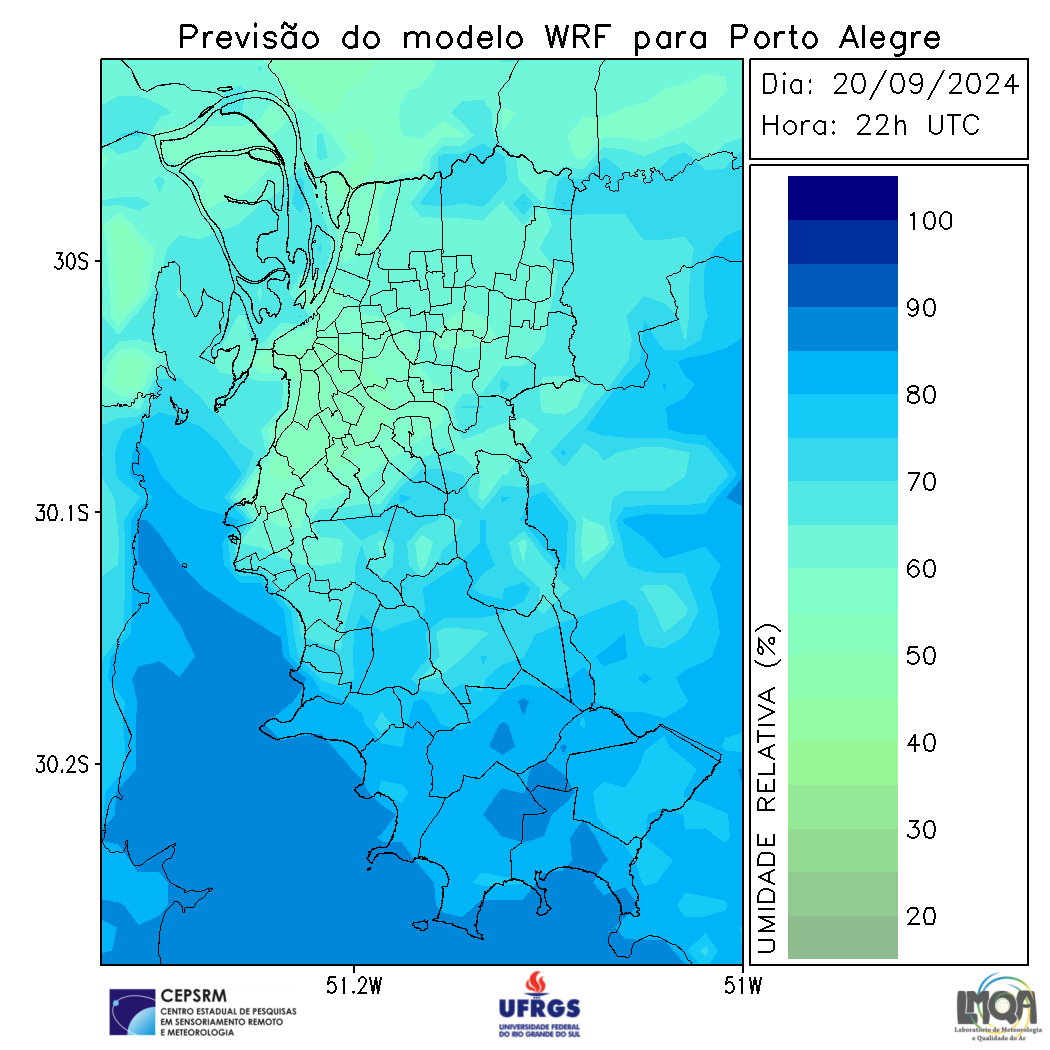 Previsão do modelo WRF para Porto Alegre
Dia: 20/09/2024
Hora: 22h UTC
100
90
80
70
60
50
40
30
20
UMIDADE RELATIVA (%)
30S
30.1S
30.2S
51.2W
51W
CEPSRM
CENTRO ESTADUAL DE PESQUISAS
EM SENSORIAMENTO REMOTO
E METEOROLOGIA
UFRGS
UNIVERSIDADE FEDERAL
DO RIO GRANDE DO SUL
LMQA
Laboratório de Meteorologia
e Qualidade do Ar